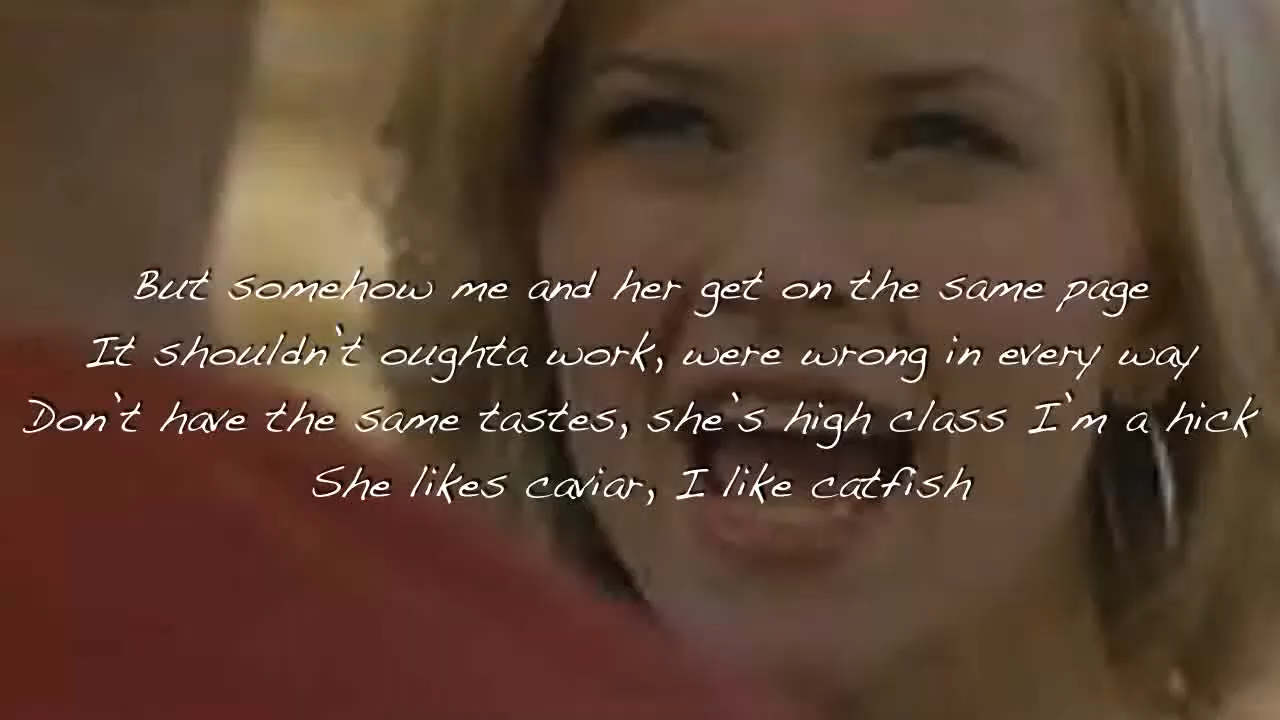 But somehow me and her get on the same page
It shouldn't oughta work, were wrong in every way
Don't have the same tastes, she's high class I'm a hick
She likes caviar, I like catfish